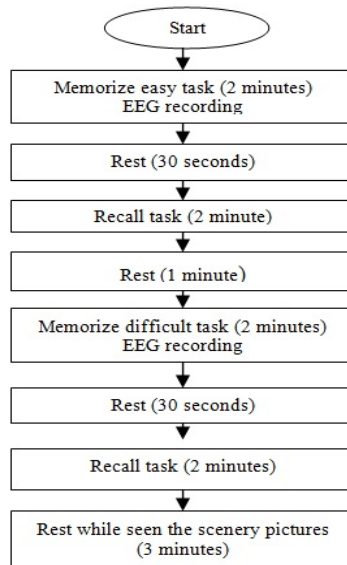 Start
Memorize easy task (2 minutes)
EEG recording
Rest (30 seconds)
Recall task (2 minute)
Rest (1 minute)
Memorize difficult task (2 minutes)
EEG recording
Rest (30 seconds)
Recall task (2 minutes)
Rest while seen the scenery pictures
(3 minutes)